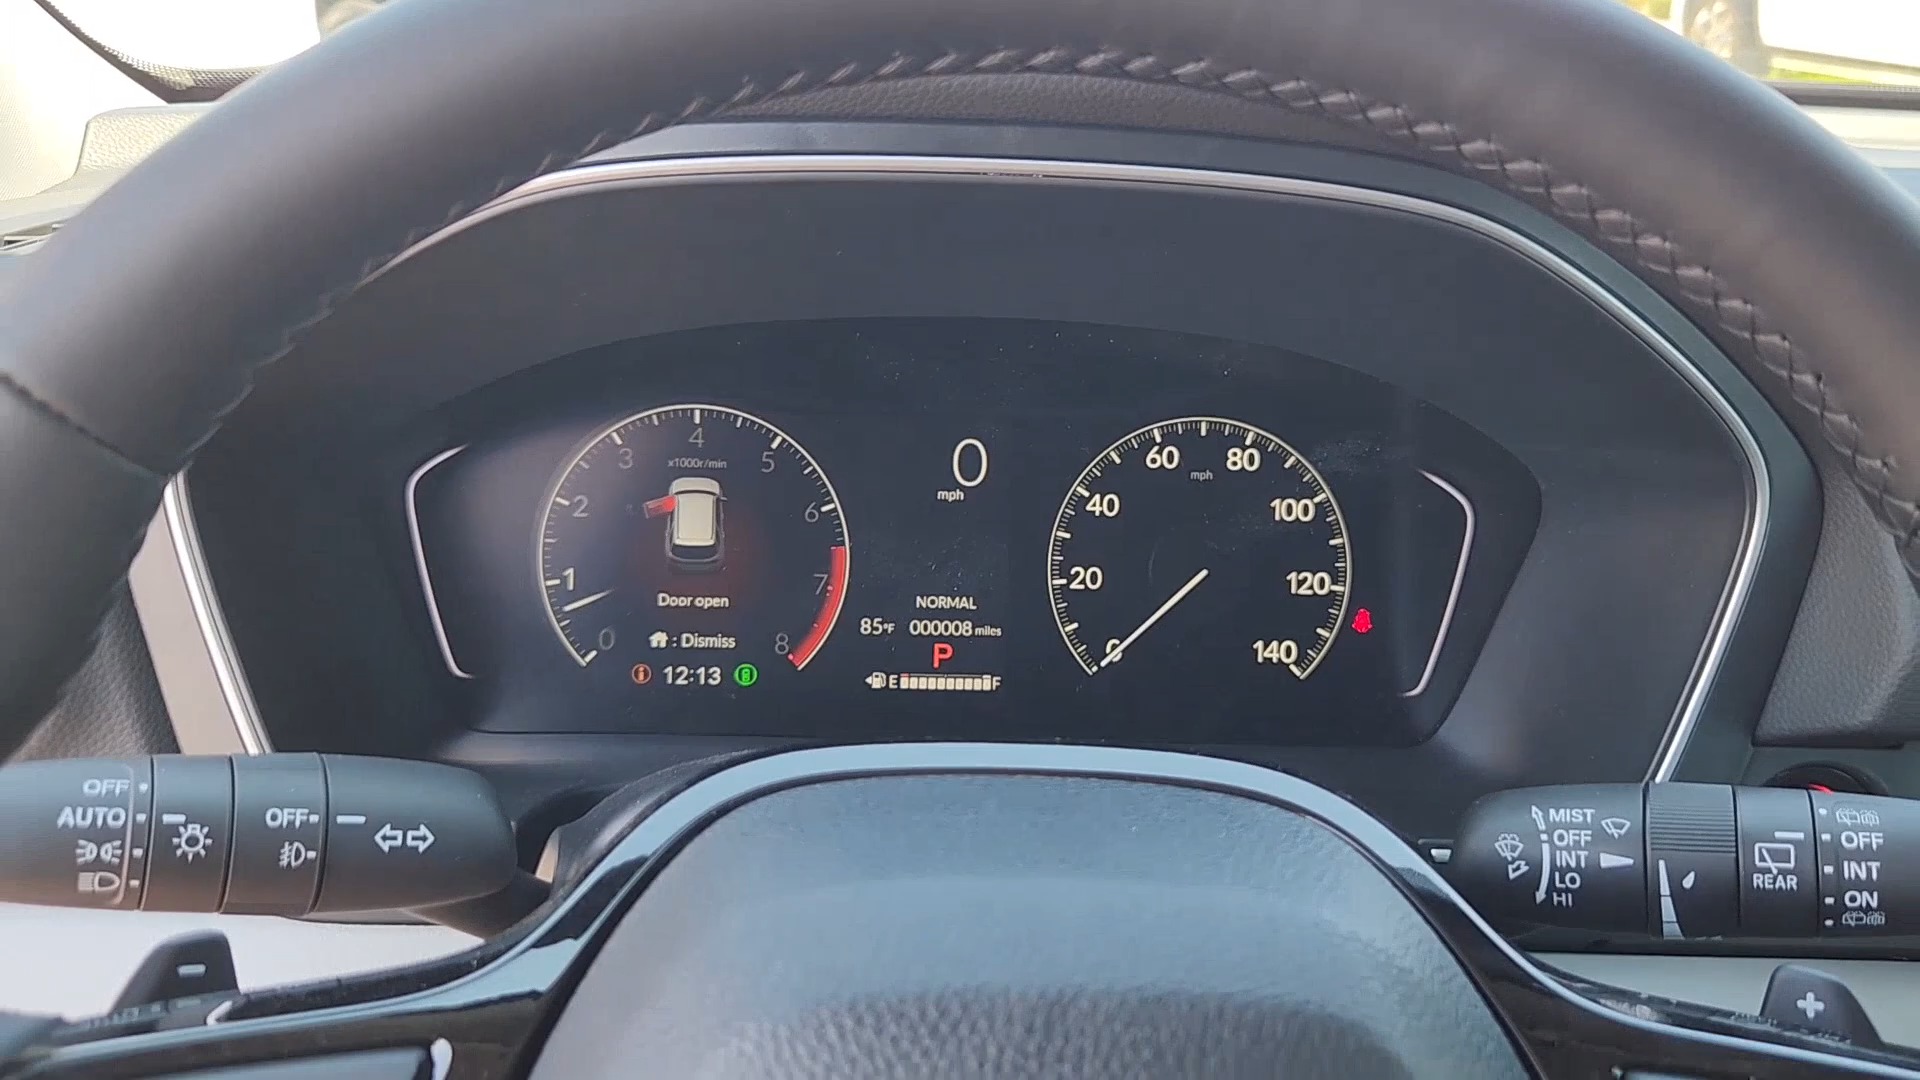 4
3
5
x1000r/min
2
6
1
7
Door open
0
8
: Dismiss
12:13
0
mph
NORMAL
85°F 000008 miles
P
E F
60 80
mph
40
100
20
120
0
140
OFF
AUTO
OFF
MIST
OFF
INT
LO
HI
REAR
OFF
INT
ON
-
+